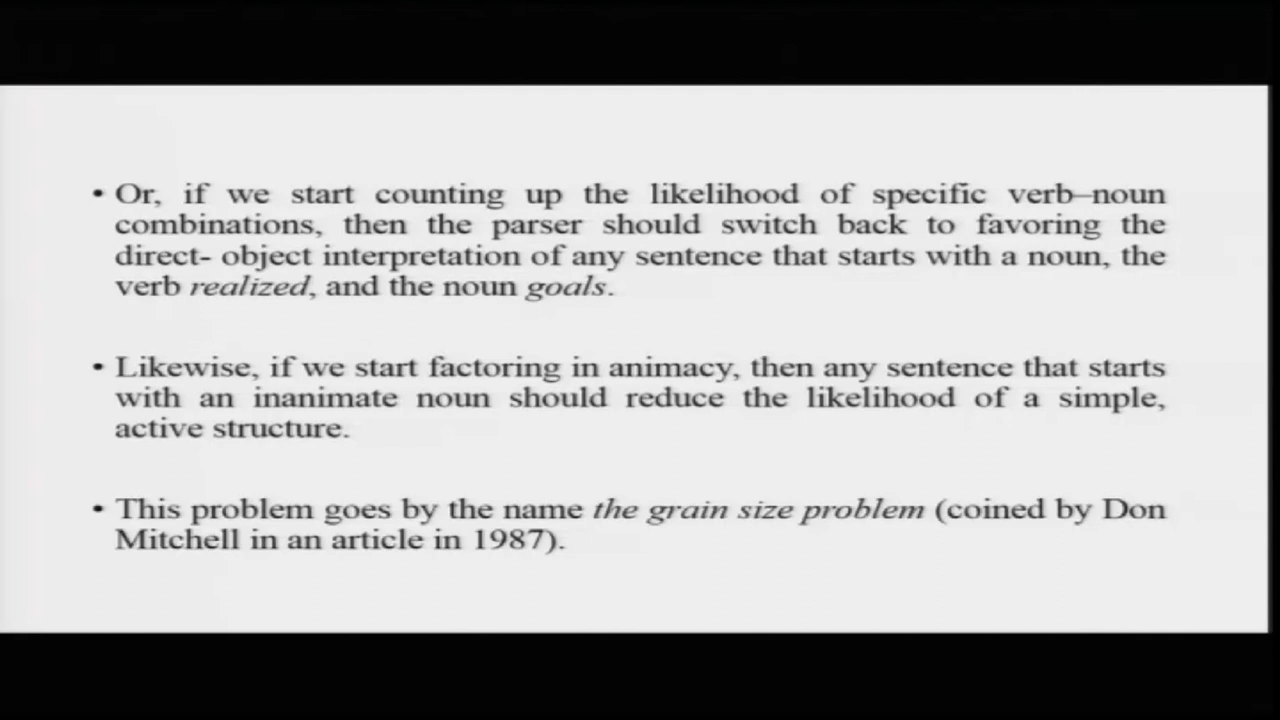 • Or, if we start counting up the likelihood of specific verb–noun
combinations, then the parser should switch back to favoring the
direct- object interpretation of any sentence that starts with a noun, the
verb realized, and the noun goals.
• Likewise, if we start factoring in animacy, then any sentence that starts
with an inanimate noun should reduce the likelihood of a simple,
active structure.
• This problem goes by the name the grain size problem (coined by Don
Mitchell in an article in 1987).